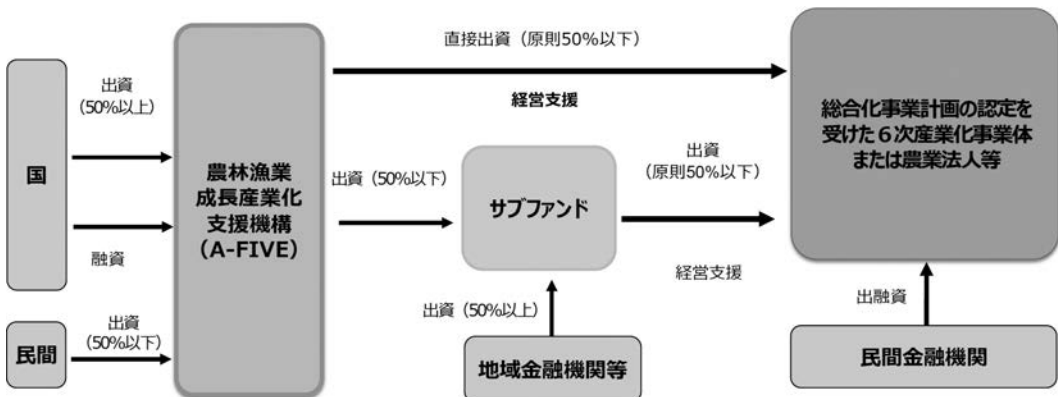 国
出資
(50%以上)
融資
民間
出資
(50%以下)
農林漁業
成長産業化
支援機構
(A-FIVE)
直接出資（原則50%以下）
経営支援
出資（50%以下）
サブファンド
出資（50%以上）
地域金融機関等
出資
（原則50%以下）
経営支援
総合化事業計画の認定を
受けた６次産業化事業体
または農業法人等
出融資
民間金融機関